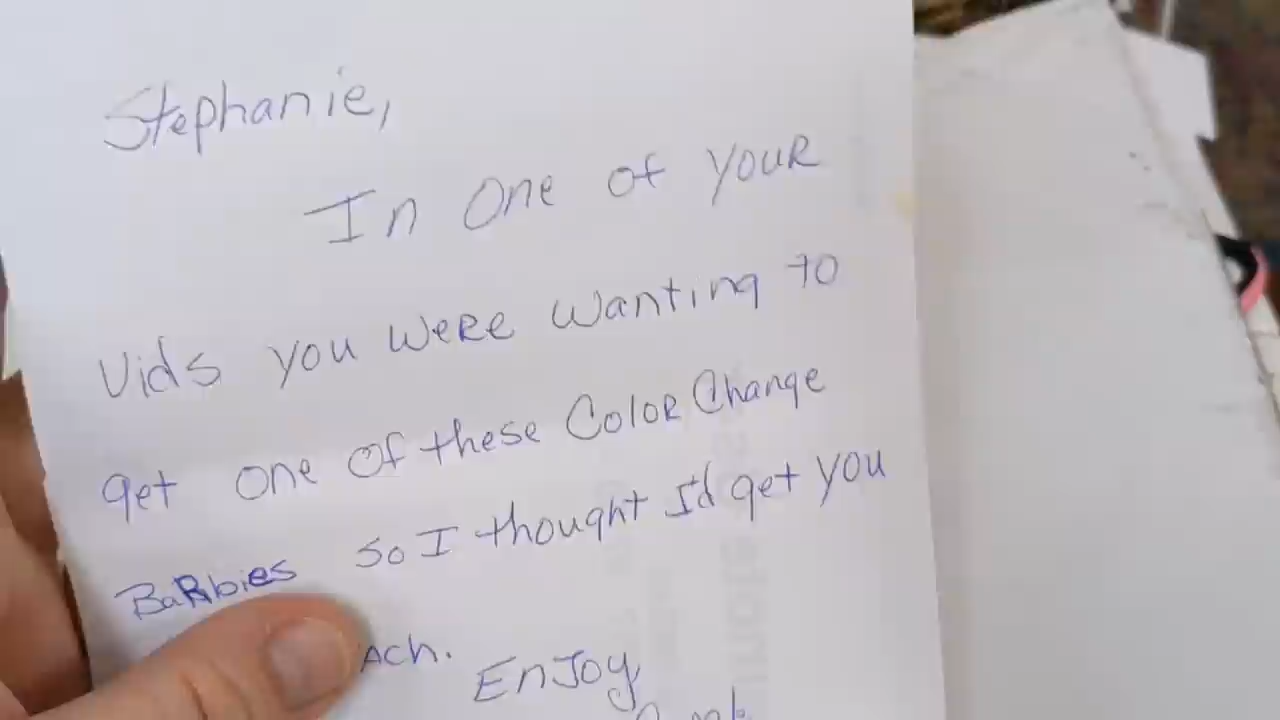 Stephanie,
In One of your
Vids you were wanting to
get one of these Color Change
Barbies so I thought I'd get you
ach.
Enjoy